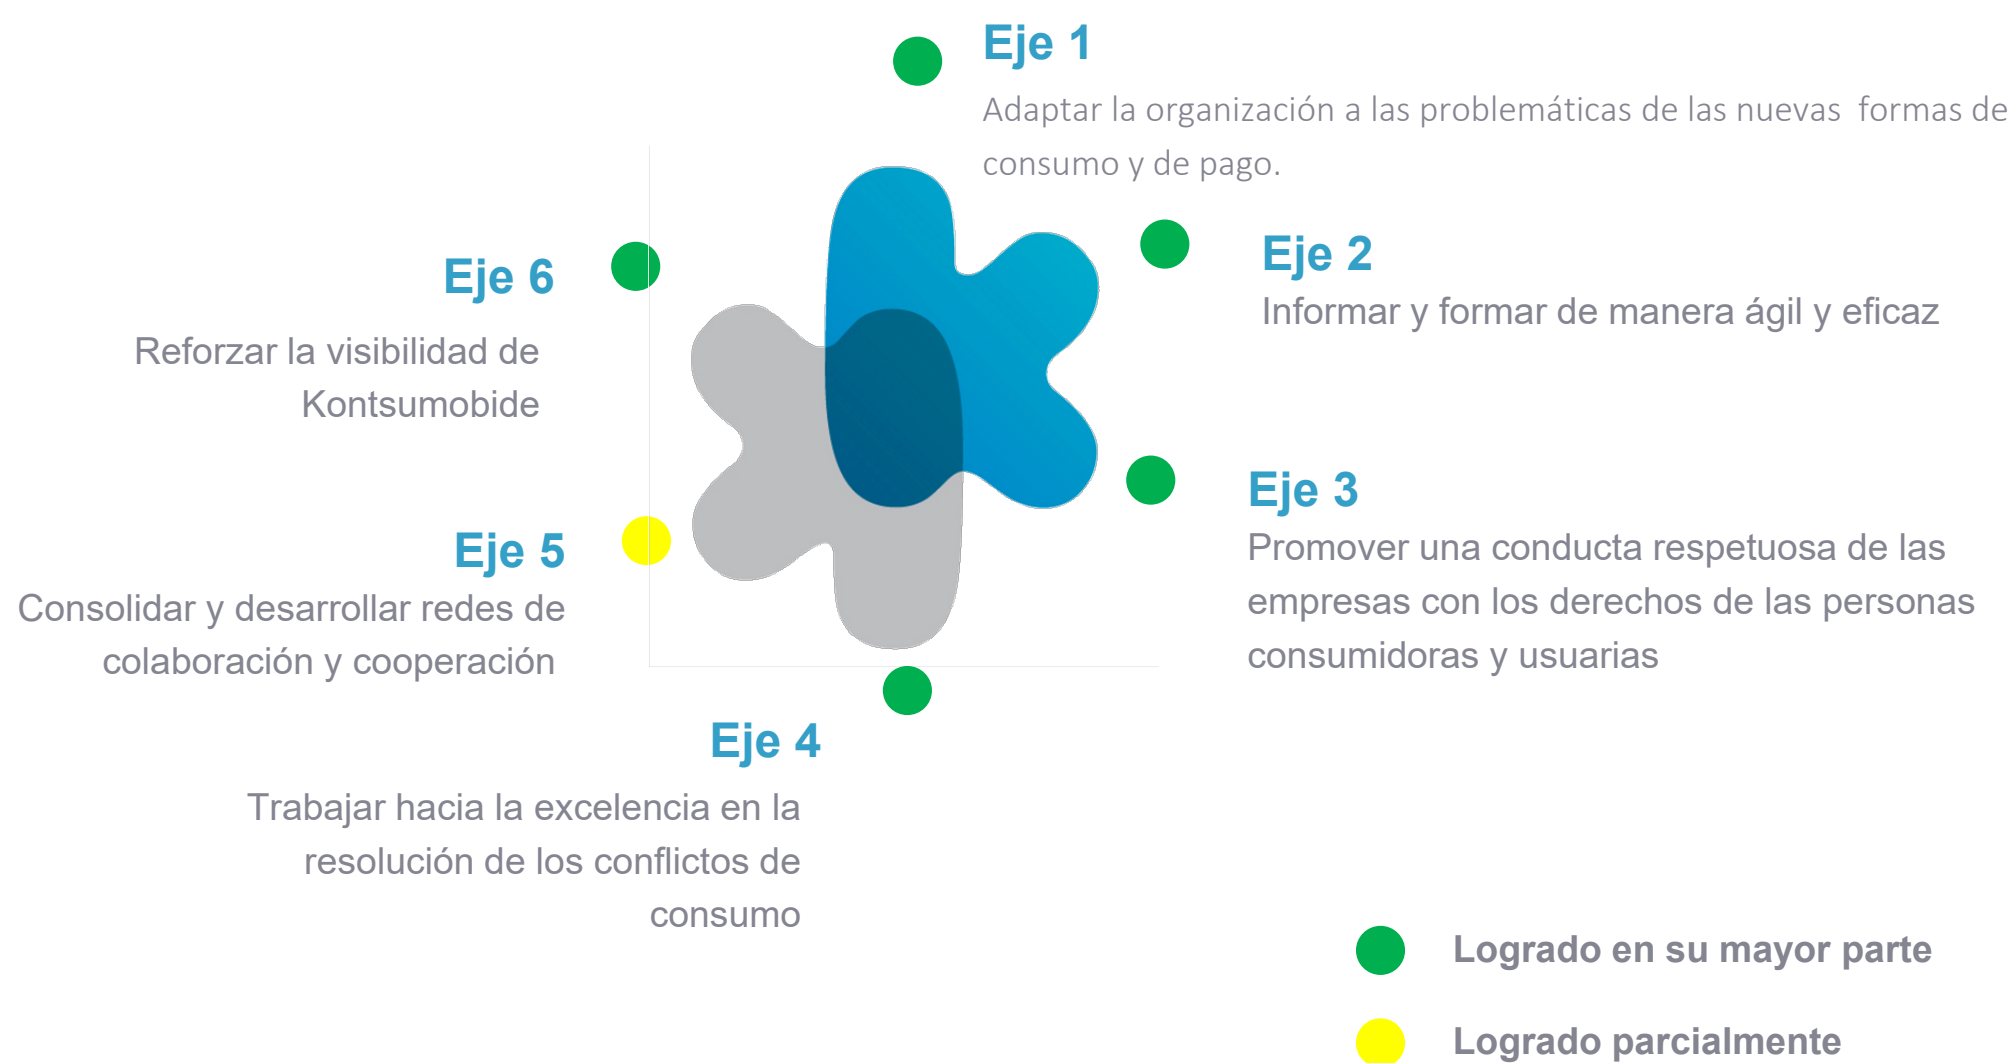 Eje 1
Adaptar la organización a las problemáticas de las nuevas formas de
consumo y de pago.
Eje 2
Informar y formar de manera ágil y eficaz
Eje 3
Promover una conducta respetuosa de las
empresas con los derechos de las personas
consumidoras y usuarias
Eje 4
Trabajar hacia la excelencia en la
resolución de los conflictos de
consumo
Eje 5
Consolidar y desarrollar redes de
colaboración y cooperación
Eje 6
Reforzar la visibilidad de
Kontsumobide
Logrado en su mayor parte
Logrado parcialmente